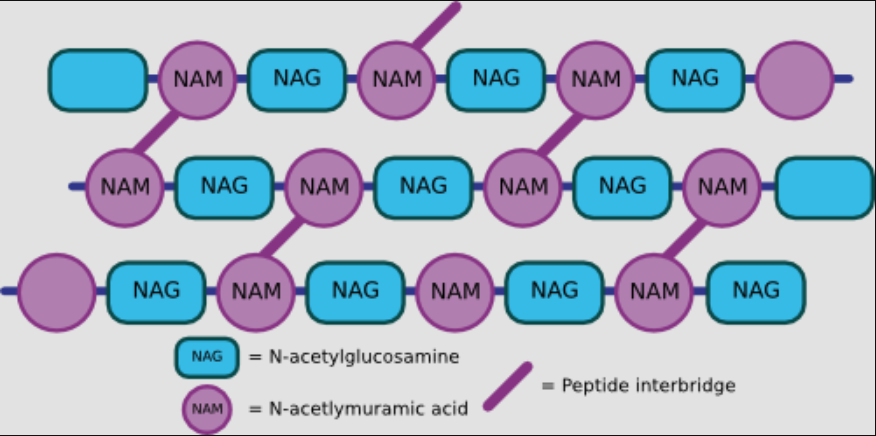 NAM NAG NAM NAG NAM NAG
NAM NAG NAM NAG NAM NAG NAM
NAG NAM NAG NAM NAG NAM NAG
NAG = N-acetylglucosamine
= Peptide interbridge
NAM = N-acetlymuramic acid